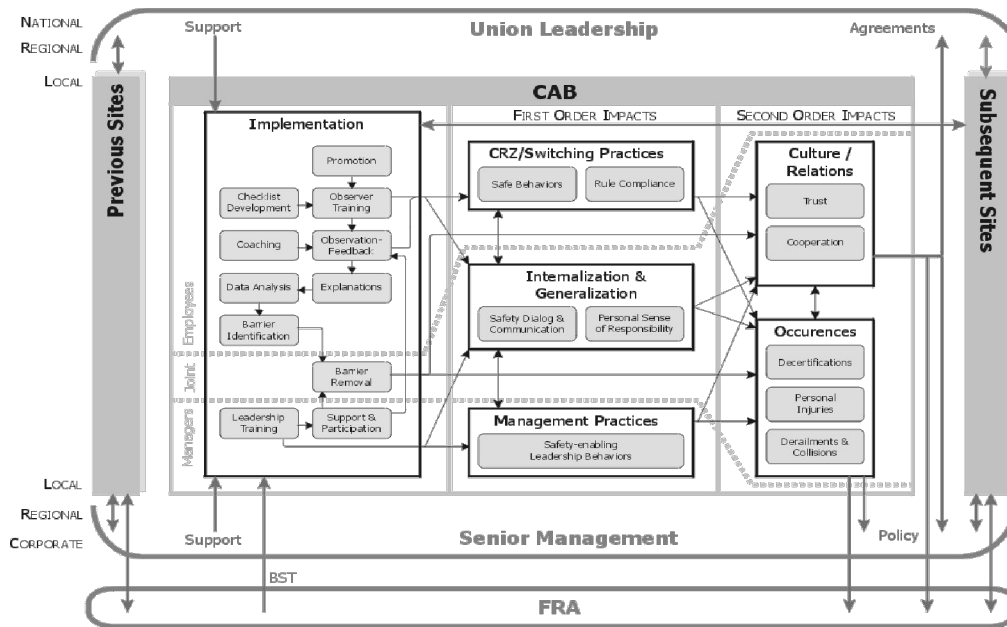 NATIONAL
REGIONAL
LOCAL
Support
Union Leadership
Agreements
Previous Sites
Subsequent Sites
CAB
Implementation
FIRST ORDER IMPACTS
SECOND ORDER IMPACTS
Employees
Joint
Managers
Promotion
Checklist
Development
Observer
Training
Coaching
Observation-
Feedback
Data Analysis
Explanations
Barrier
Identification
Barrier
Removal
Leadership
Training
Support &
Participation
CRZ/Switching Practices
Safe Behaviors
Rule Compliance
Internalization &
Generalization
Safety Dialog &
Communication
Personal Sense
of Responsibility
Management Practices
Safety-enabling
Leadership Behaviors
Culture /
Relations
Trust
Cooperation
Occurences
Decertifications
Personal
Injuries
Derailments &
Collisions
LOCAL
REGIONAL
CORPORATE
Support
Senior Management
Policy
BST
FRA